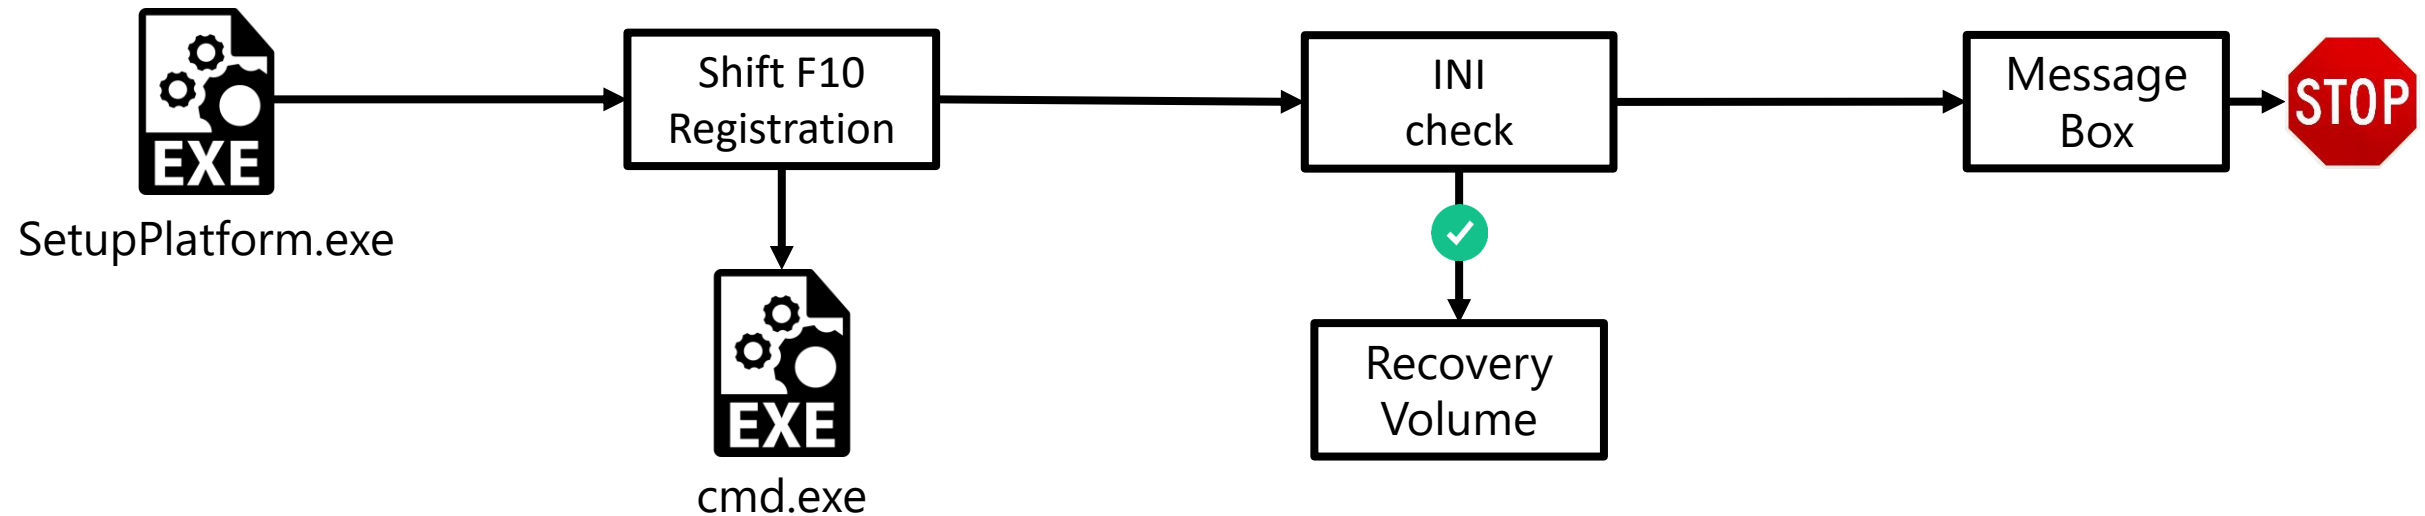 EXE
SetupPlatform.exe
Shift F10
Registration
EXE
cmd.exe
INI
check
Recovery
Volume
Message
Box
STOP